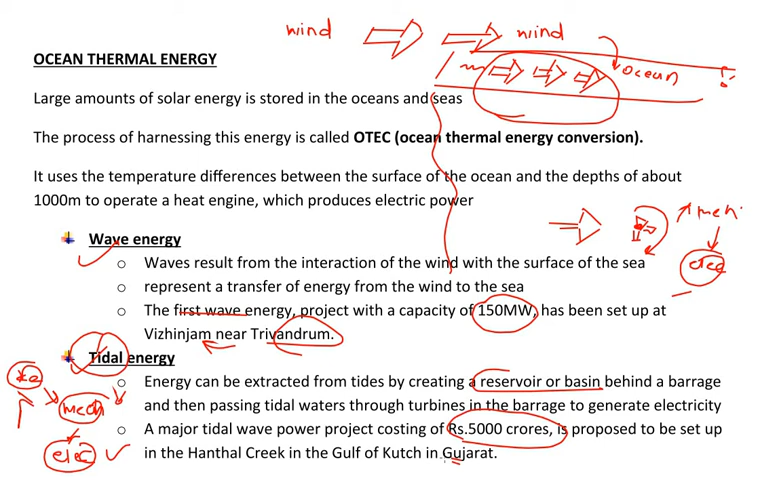 wind
wind
OCEAN THERMAL ENERGY
ocean
Large amounts of solar energy is stored in the oceans and seas
The process of harnessing this energy is called OTEC (ocean thermal energy conversion).
It uses the temperature differences between the surface of the ocean and the depths of about
1000m to operate a heat engine, which produces electric power
mech.
Wave energy
elec
o Waves result from the interaction of the wind with the surface of the sea
o represent a transfer of energy from the wind to the sea
o The first wave energy, project with a capacity of 150MW, has been set up at
Vizhinjam near Trivandrum.
Tidal energy
KE
o Energy can be extracted from tides by creating a reservoir or basin behind a barrage
mech
and then passing tidal waters through turbines in the barrage to generate electricity
o A major tidal wave power project costing of Rs.5000 crores, is proposed to be set up
elec
in the Hanthal Creek in the Gulf of Kutch in Gujarat.